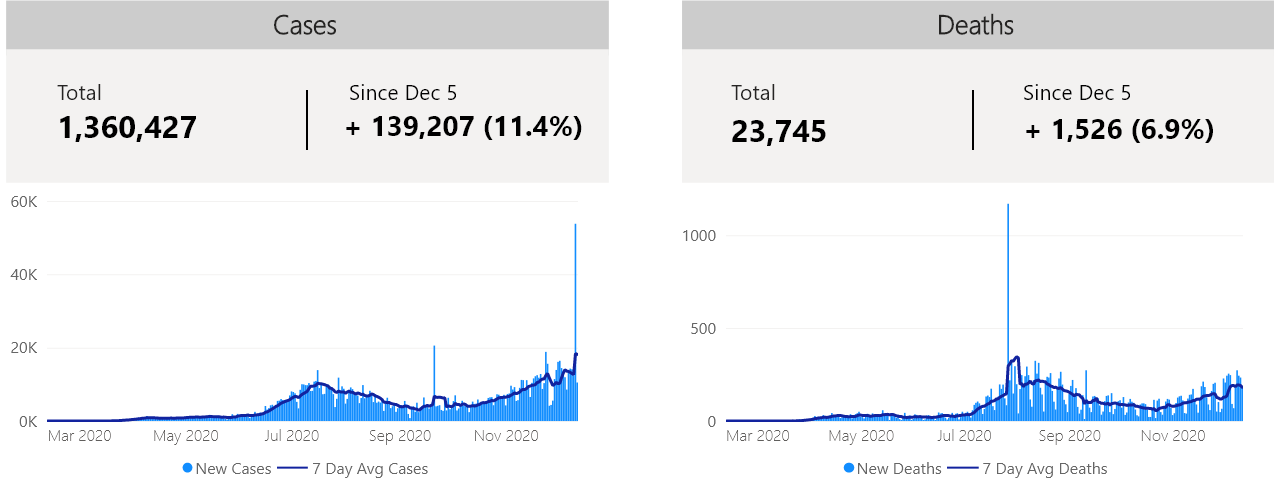 Cases
Total
Since Dec 5
1,360,427
+ 139,207 (11.4%)
60K
40K
20K
0K
Mar 2020
May 2020
Jul 2020
Sep 2020
Nov 2020
New Cases
7 Day Avg Cases
Deaths
Total
Since Dec 5
23,745
+ 1,526 (6.9%)
1000
500
0
Mar 2020
May 2020
Jul 2020
Sep 2020
Nov 2020
New Deaths
7 Day Avg Deaths